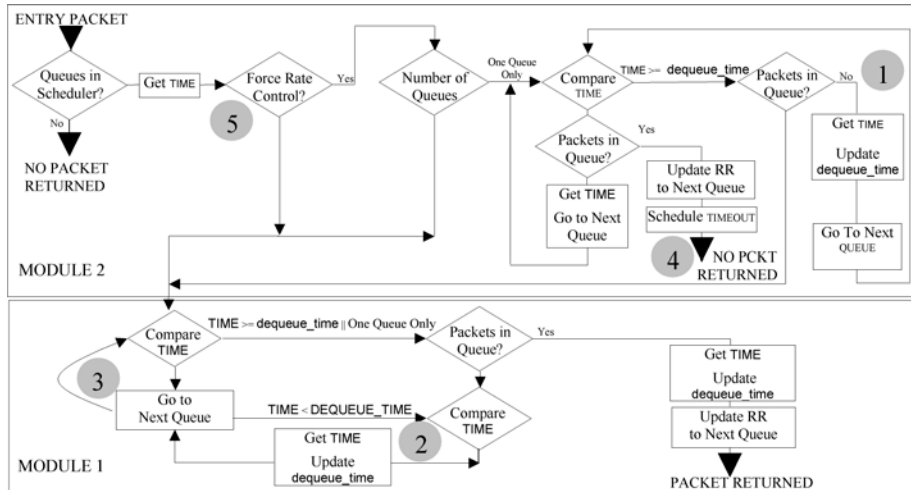 ENTRY PACKET
Queues in
Scheduler?
No
NO PACKET
RETURNED
Get TIME
Force Rate
Control?
Yes
5
Number of
Queues
One Queue
Only
Compare
TIME
TIME >= dequeue_time
Packets in
Queue?
No
1
Get TIME
Update
dequeue_time
Go To Next
QUEUE
Packets in
Queue?
Yes
Get TIME
Go to Next
Queue
Update RR
to Next Queue
Schedule TIMEOUT
4
NO PCKT
RETURNED
MODULE 2
Compare
TIME
TIME >= dequeue_time || One Queue Only
Packets in
Queue?
Yes
Get TIME
Update
dequeue_time
Update RR
to Next Queue
PACKET RETURNED
3
Go to
Next Queue
TIME < DEQUEUE_TIME
Compare
TIME
2
Get TIME
Update
dequeue_time
MODULE 1